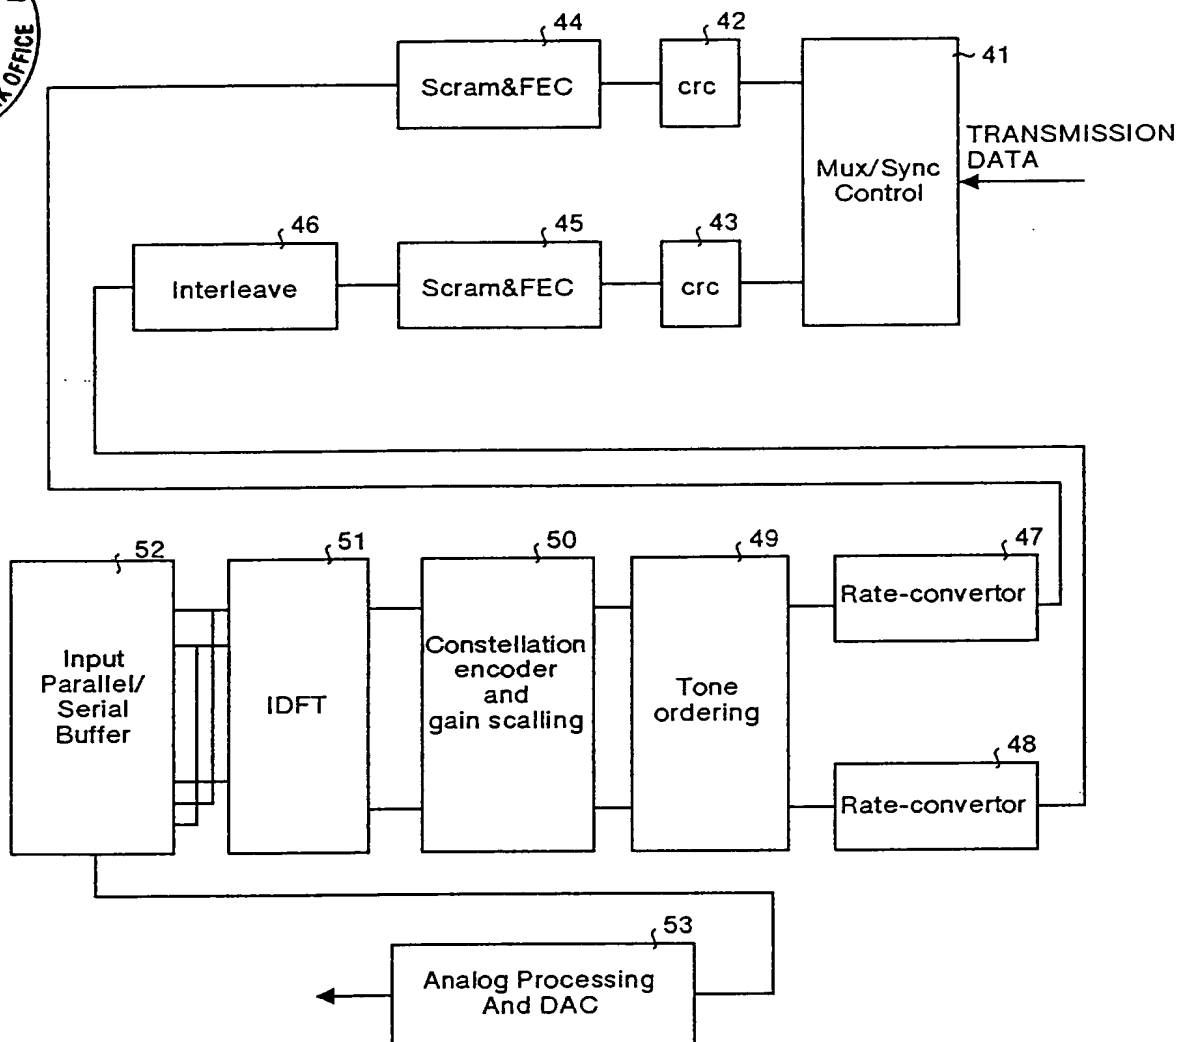 OFFICE
44
42
41
Scram&FEC
crc
TRANSMISSION
DATA
Mux/Sync
Control
46
45
43
Interleave
Scram&FEC
crc
52
51
50
49
47
Rate-convertor
Input
Parallel/
Serial
Buffer
IDFT
Constellation
encoder
and
gain scalling
Tone
ordering
48
Rate-convertor
53
Analog Processing
And DAC